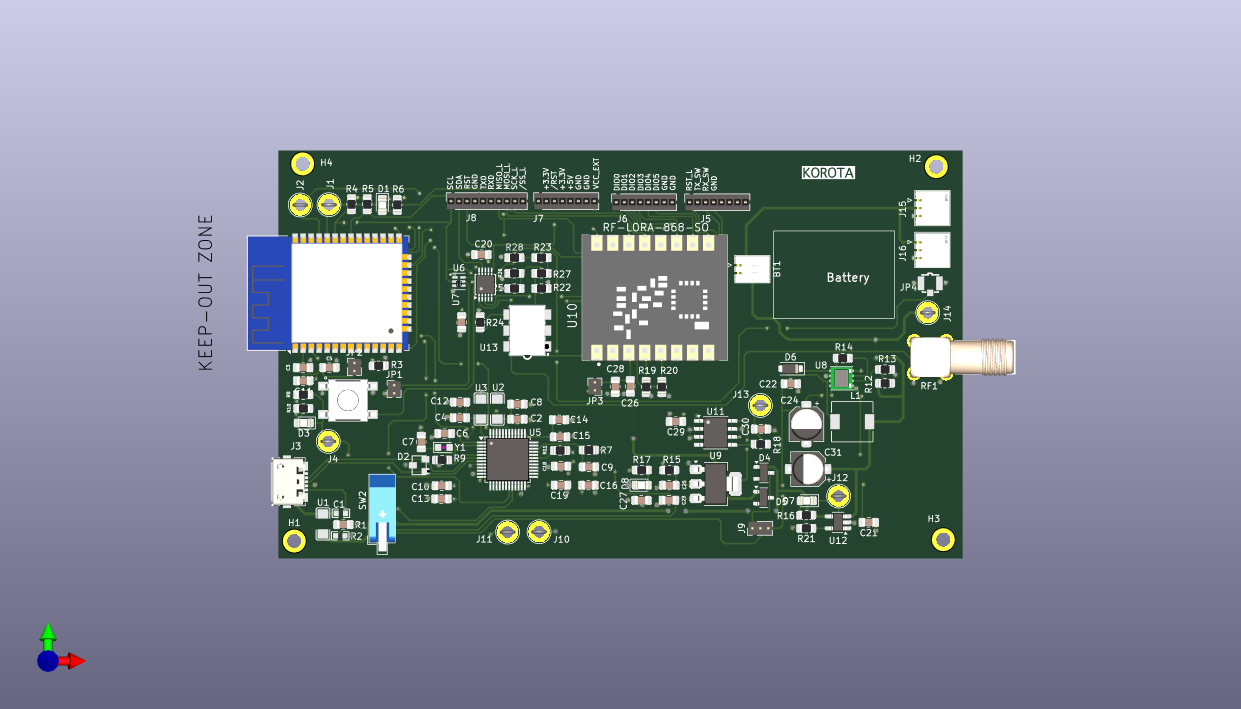 KEEP-OUT ZONE
H4
H2
KOROTA
J2
J1
R4
R5
D1
R6
SCL
SDA
RST
GND
TXD
RXD
MISO_L
MOSI_L
SCK_L
/SS_L
+3.3V
/RST
+3.3V
+5V
GND
GND
VCC_EXT
DIO0
DIO1
DIO2
DIO3
DIO4
DIO5
GND
GND
RST_L
TX_SW
RX_SW
GND
J8
J7
J6
J5
J15
J16
RF-LORA-868-SO
C20
R28
R23
U6
R27
R22
U7
R24
U10
U13
BT1
Battery
JP4
J14
JP2
R3
JP1
C28
R19
R20
JP3
C26
D6
R14
U8
R13
R12
C22
L1
RF1
C24
J13
U3
U2
C12
C8
C4
C2
C14
C6
U5
C15
C7
Y1
R9
D2
R7
C9
C10
C13
C19
C16
D3
J4
J3
U11
C29
C30
R18
U9
D4
R17
R15
D8
C27
C31
J12
D7
R16
R21
U12
C21
J9
SW2
U1
C1
R1
R2
H1
J11
J10
H3